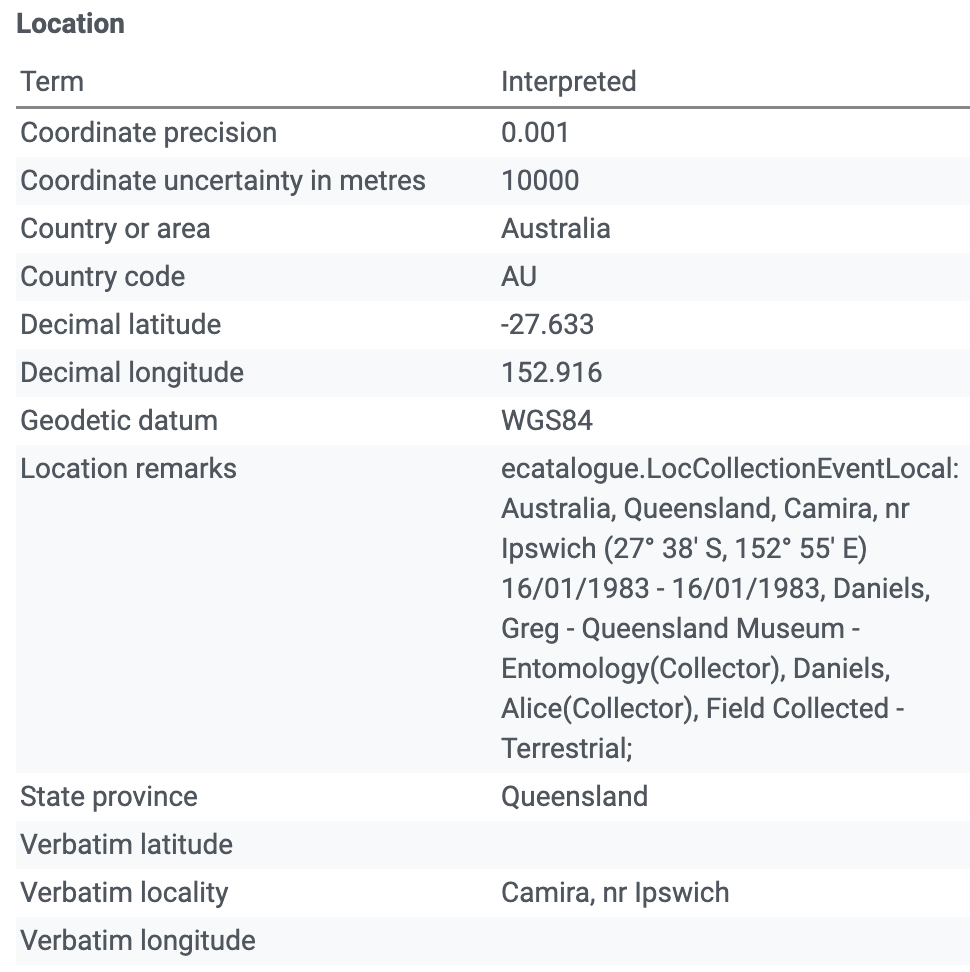 Location
Term Interpreted
Coordinate precision 0.001
Coordinate uncertainty in metres 10000
Country or area Australia
Country code AU
Decimal latitude -27.633
Decimal longitude 152.916
Geodetic datum WGS84
Location remarks ecatalogue.LocCollectionEventLocal:
Australia, Queensland, Camira, nr
Ipswich (27° 38' S, 152° 55' E)
16/01/1983 - 16/01/1983, Daniels,
Greg - Queensland Museum -
Entomology(Collector), Daniels,
Alice(Collector), Field Collected -
Terrestrial;
State province Queensland
Verbatim latitude
Verbatim locality Camira, nr Ipswich
Verbatim longitude